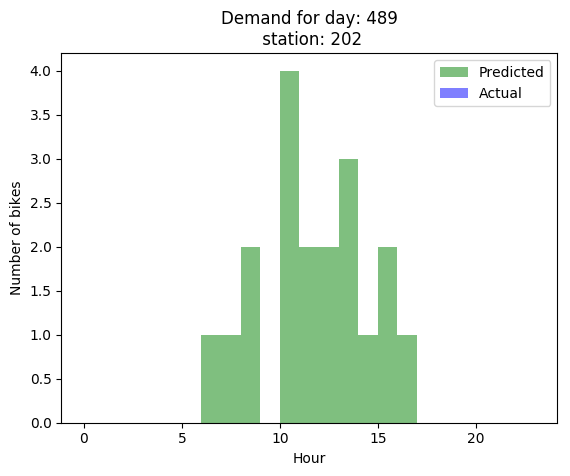 Demand for day: 489
station: 202
Predicted
Actual
4.0
3.5
3.0
2.5
2.0
1.5
1.0
0.5
0.0
Number of bikes
0 5 10 15 20
Hour